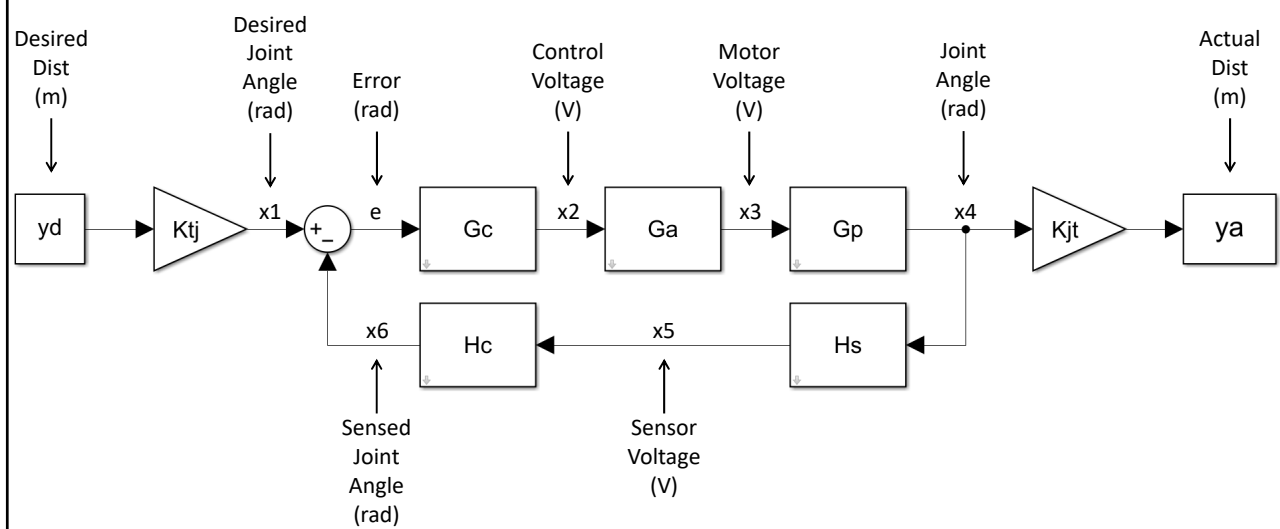 Desired
Dist
(m)
Desired
Joint
Angle
(rad)
Error
(rad)
Control
Voltage
(V)
Motor
Voltage
(V)
Joint
Angle
(rad)
Actual
Dist
(m)
yd
Ktj
x1
+
−
e
Gc
x2
Ga
x3
Gp
x4
Kjt
ya
x6
Hc
x5
Hs
Sensed
Joint
Angle
(rad)
Sensor
Voltage
(V)